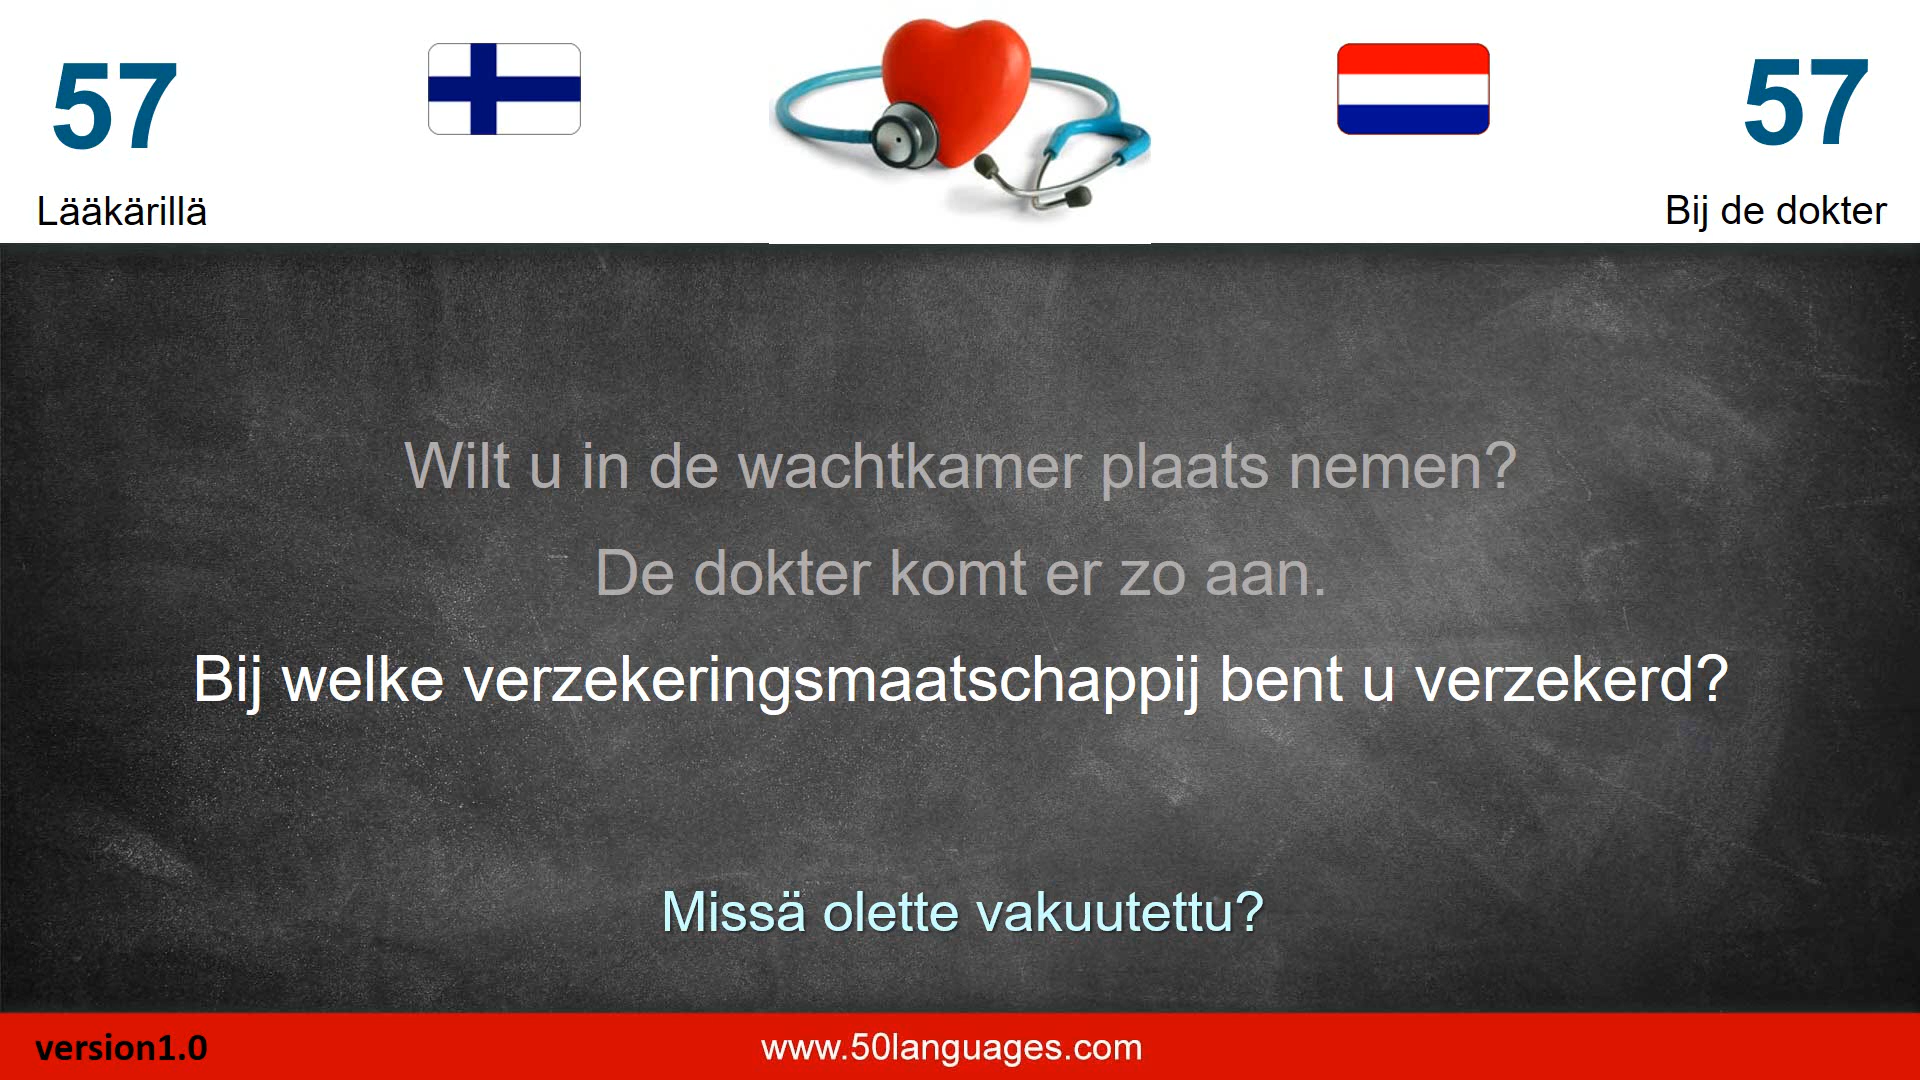 57
57
Lääkärillä
Bij de dokter
Wilt u in de wachtkamer plaats nemen?
De dokter komt er zo aan.
Bij welke verzekeringsmaatschappij bent u verzekerd?
Missä olette vakuutettu?
version1.0
www.50languages.com